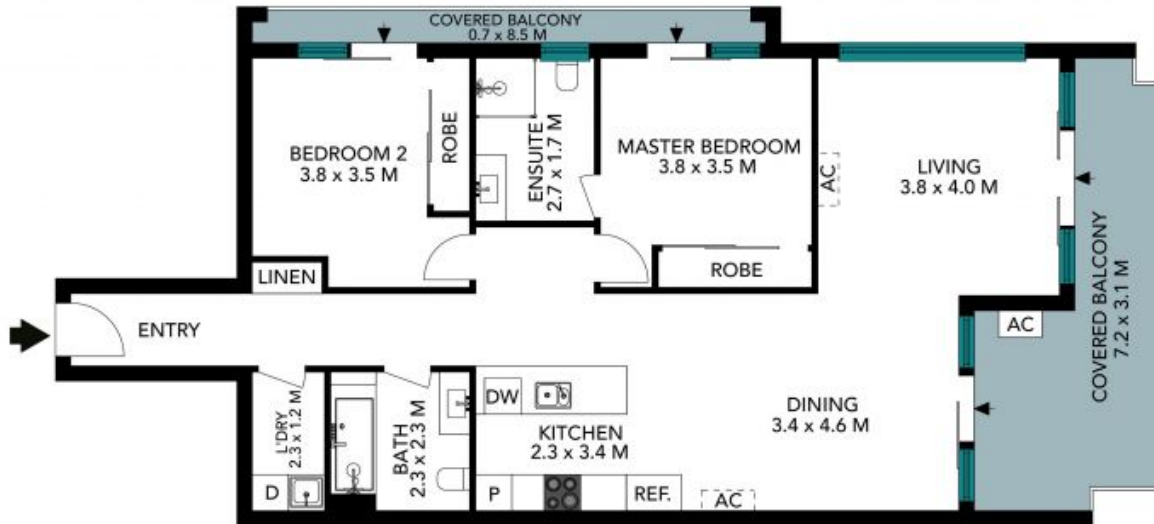 COVERED BALCONY
0.7 x 8.5 M
BEDROOM 2
3.8 x 3.5 M
ROBE
ENSUITE
2.7 x 1.7 M
MASTER BEDROOM
3.8 x 3.5 M
ROBE
AC
LIVING
3.8 x 4.0 M
COVERED BALCONY
7.2 x 3.1 M
AC
LINEN
ENTRY
L'DRY
2.3 x 1.2 M
D
BATH
2.3 x 2.3 M
DW
KITCHEN
2.3 x 3.4 M
P
REF.
AC
DINING
3.4 x 4.6 M